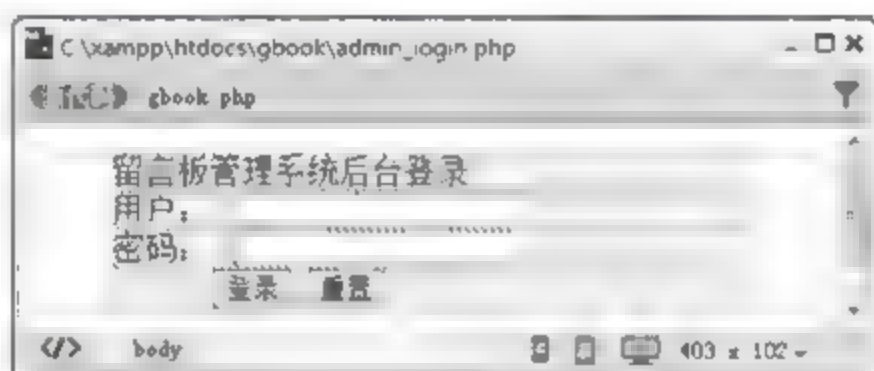 C:\xampp\htdocs\gbook\admin_login.php
gbook.php
留言板管理系统后台登录
用户:
密码:
登录 重置
</> body 403 x 102